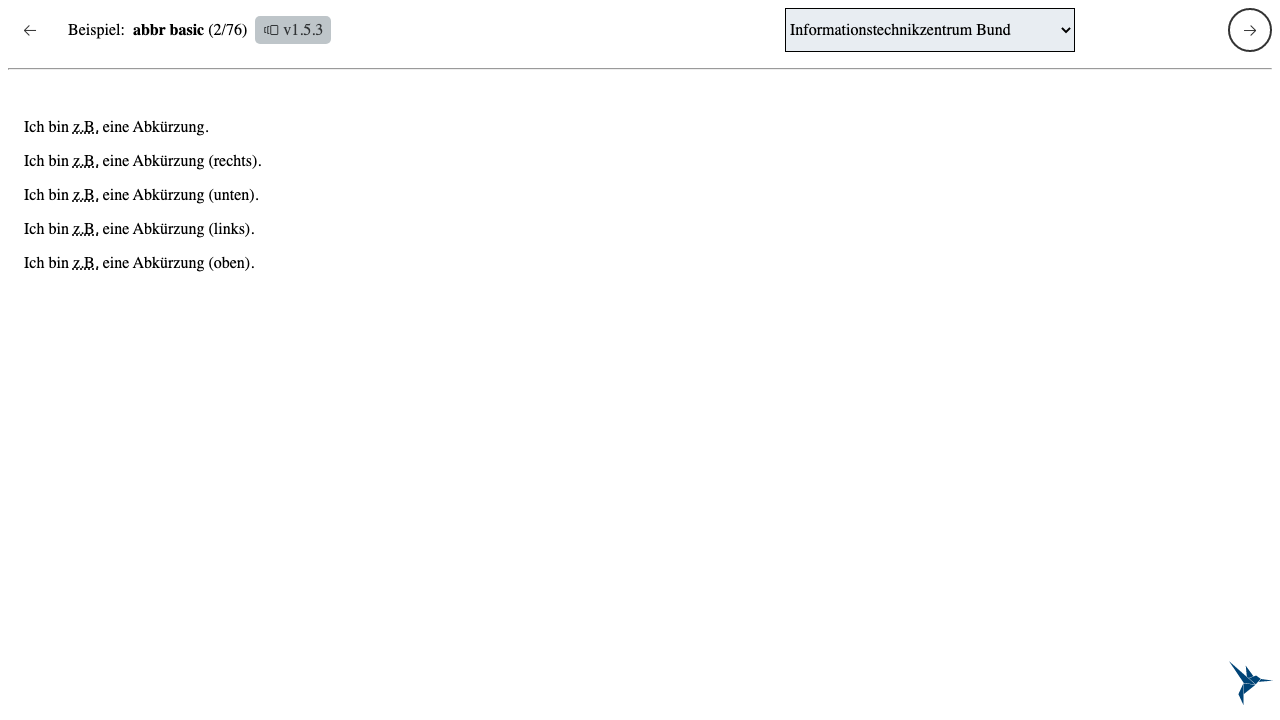 Beispiel: abbr basic (2/76) v1.5.3 Informationstechnikzentrum Bund
Ich bin z.B. eine Abkürzung.
Ich bin z.B. eine Abkürzung (rechts).
Ich bin z.B. eine Abkürzung (unten).
Ich bin z.B. eine Abkürzung (links).
Ich bin z.B. eine Abkürzung (oben).